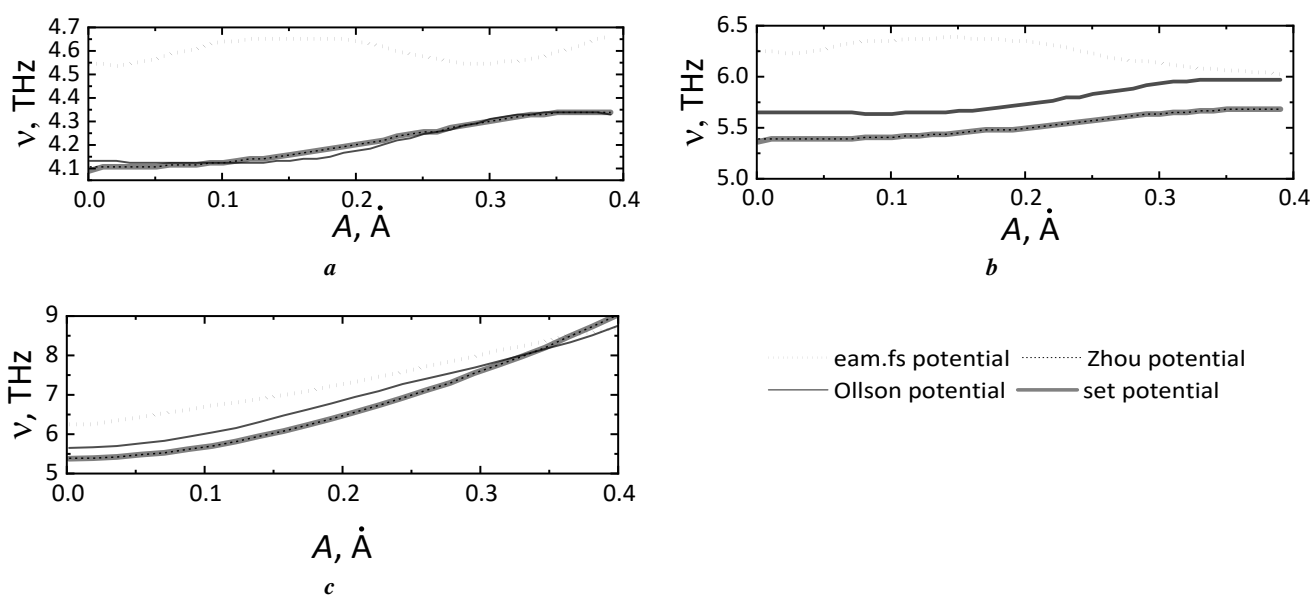 4.7
4.6
4.5
4.4
4.3
4.2
4.1
ν, THz
0.0 0.1 0.2 0.3 0.4
A, Ȧ
a
6.5
6.0
5.5
5.0
ν, THz
0.0 0.1 0.2 0.3 0.4
A, Ȧ
b
9
8
7
6
5
ν, THz
0.0 0.1 0.2 0.3 0.4
A, Ȧ
c
eam.fs potential Zhou potential
Ollson potential set potential